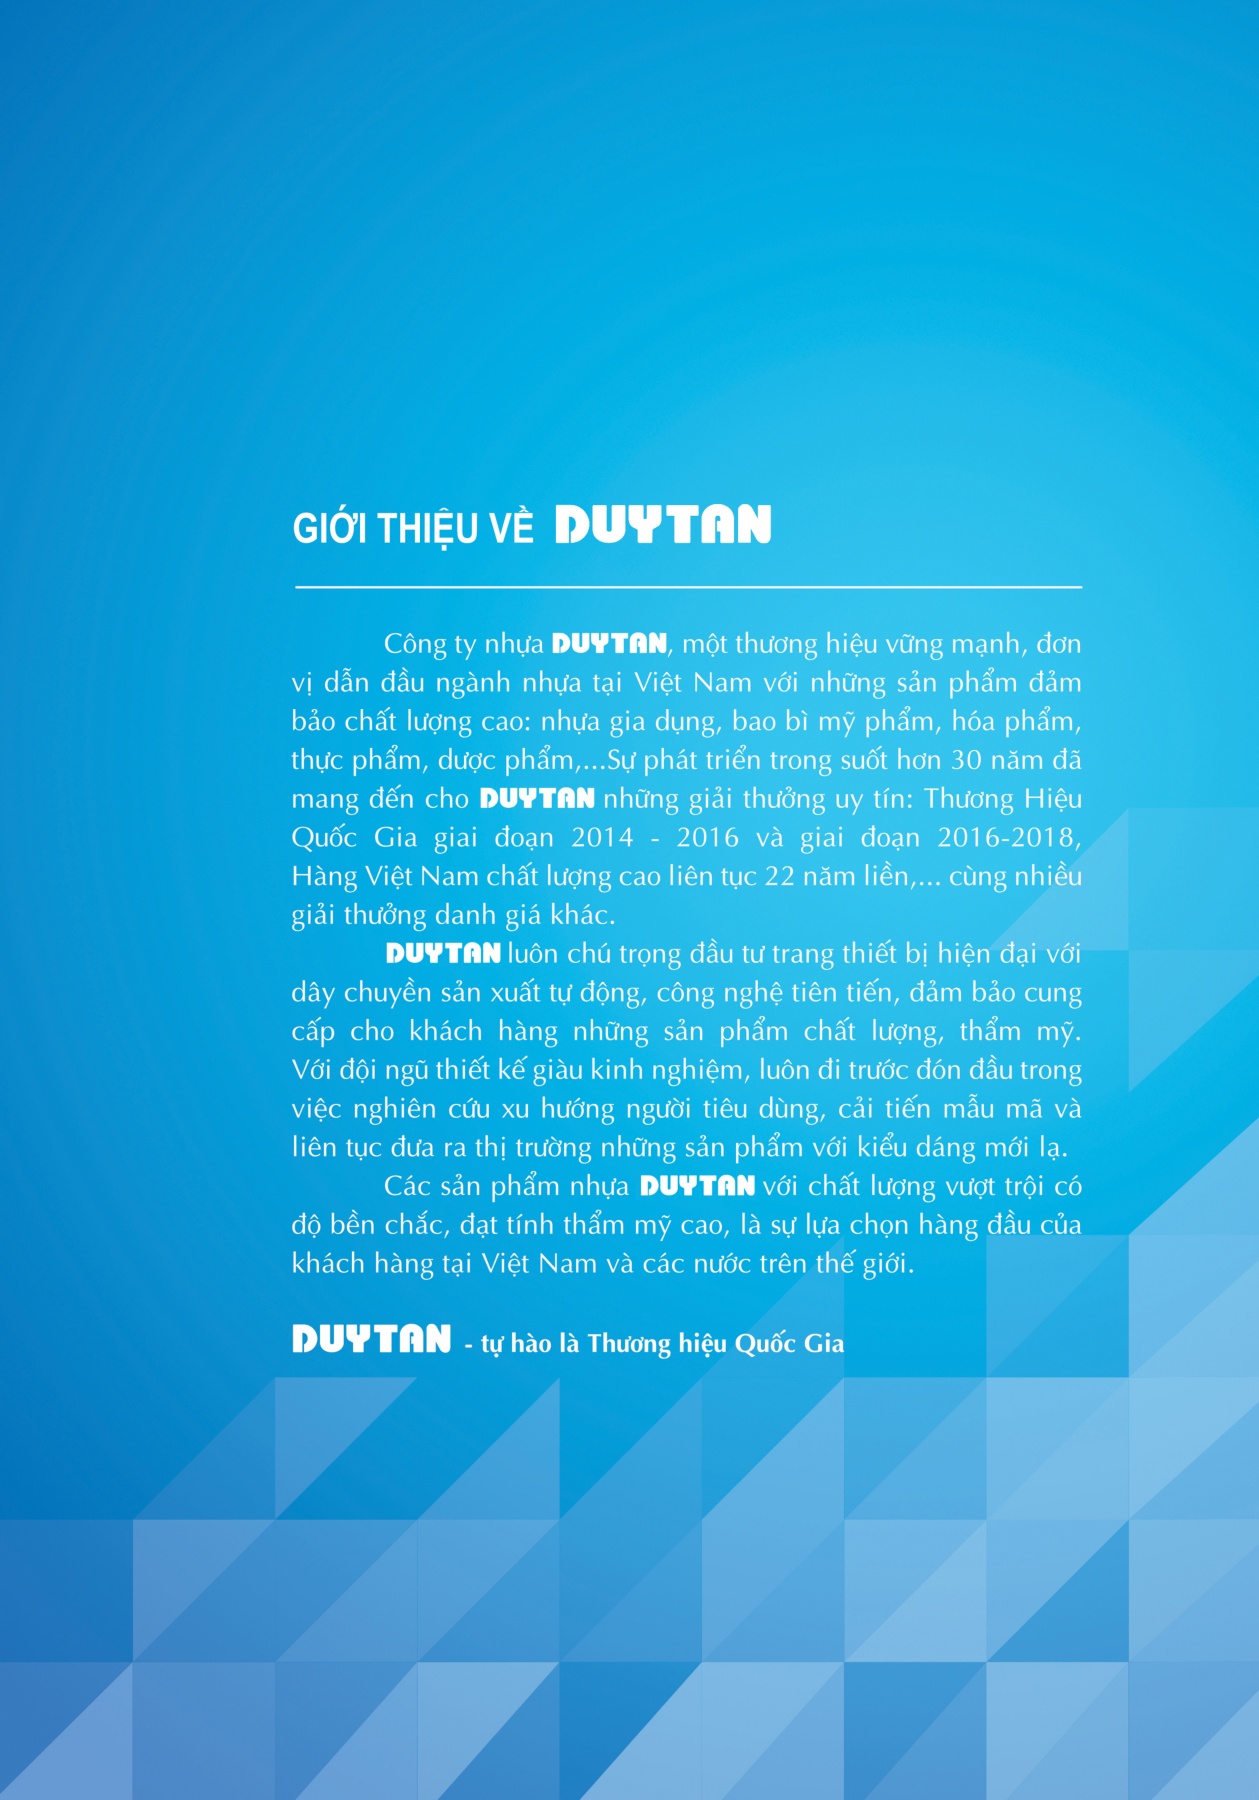 GIỚI THIỆU VỀ DUYTAN
Công ty nhựa DUYTAN, một thương hiệu vững mạnh, đơn
vị dẫn đầu ngành nhựa tại Việt Nam với những sản phẩm đảm
bảo chất lượng cao: nhựa gia dụng, bao bì mỹ phẩm, hóa phẩm,
thực phẩm, dược phẩm,...Sự phát triển trong suốt hơn 30 năm đã
mang đến cho DUYTAN những giải thưởng uy tín: Thương Hiệu
Quốc Gia giai đoạn 2014 - 2016 và giai đoạn 2016-2018,
Hàng Việt Nam chất lượng cao liên tục 22 năm liền,... cùng nhiều
giải thưởng danh giá khác.
DUYTAN luôn chú trọng đầu tư trang thiết bị hiện đại với
dây chuyền sản xuất tự động, công nghệ tiên tiến, đảm bảo cung
cấp cho khách hàng những sản phẩm chất lượng, thẩm mỹ.
Với đội ngũ thiết kế giàu kinh nghiệm, luôn đi trước đón đầu trong
việc nghiên cứu xu hướng người tiêu dùng, cải tiến mẫu mã và
liên tục đưa ra thị trường những sản phẩm với kiểu dáng mới lạ.
Các sản phẩm nhựa DUYTAN với chất lượng vượt trội có
độ bền chắc, đạt tính thẩm mỹ cao, là sự lựa chọn hàng đầu của
khách hàng tại Việt Nam và các nước trên thế giới.
DUYTAN - tự hào là Thương hiệu Quốc Gia